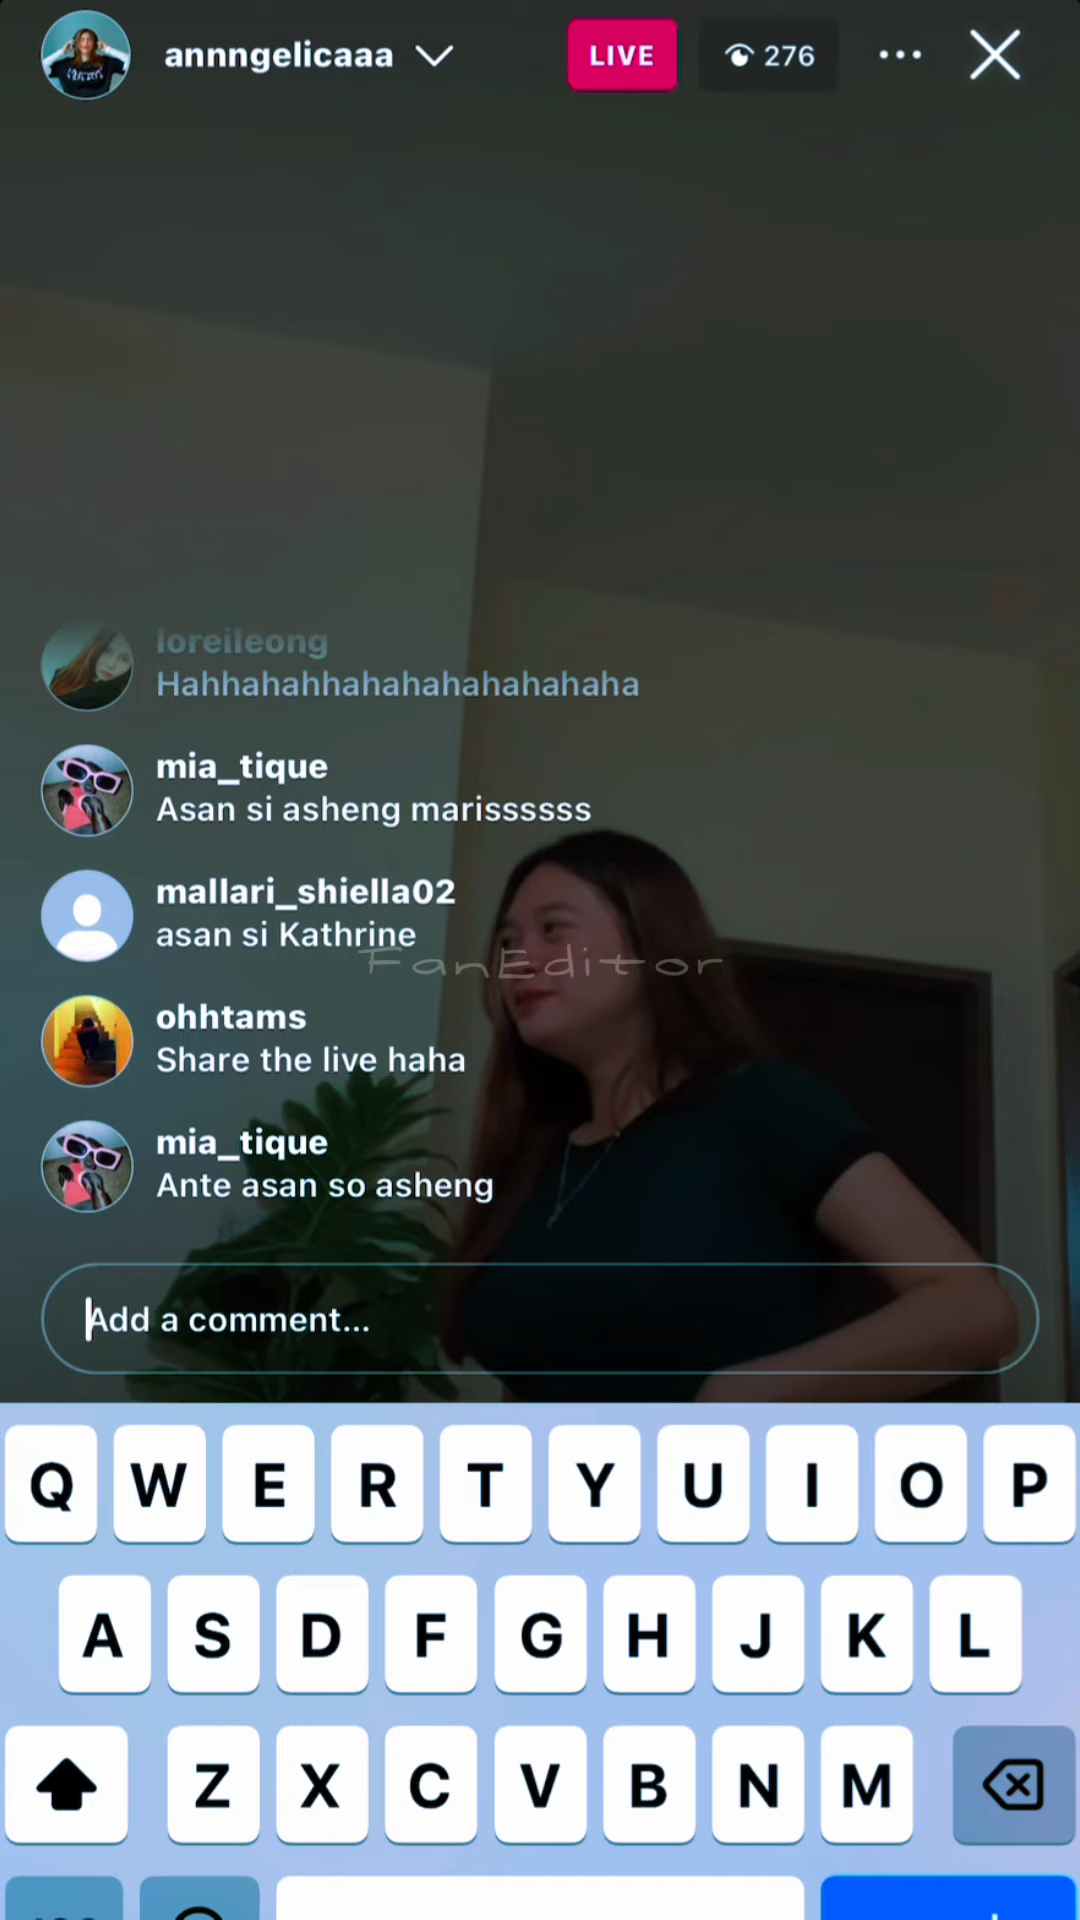 annngelicaaa
LIVE
276
loreileong
Hahhahahhahahahahahahaha
mia_tique
Asan si asheng marissssss
mallari_shiella02
asan si Kathrine
FanEditor
ohhtams
Share the live haha
mia_tique
Ante asan so asheng
Add a comment...
Q W E R T Y U I O P
A S D F G H J K L
Z X C V B N M